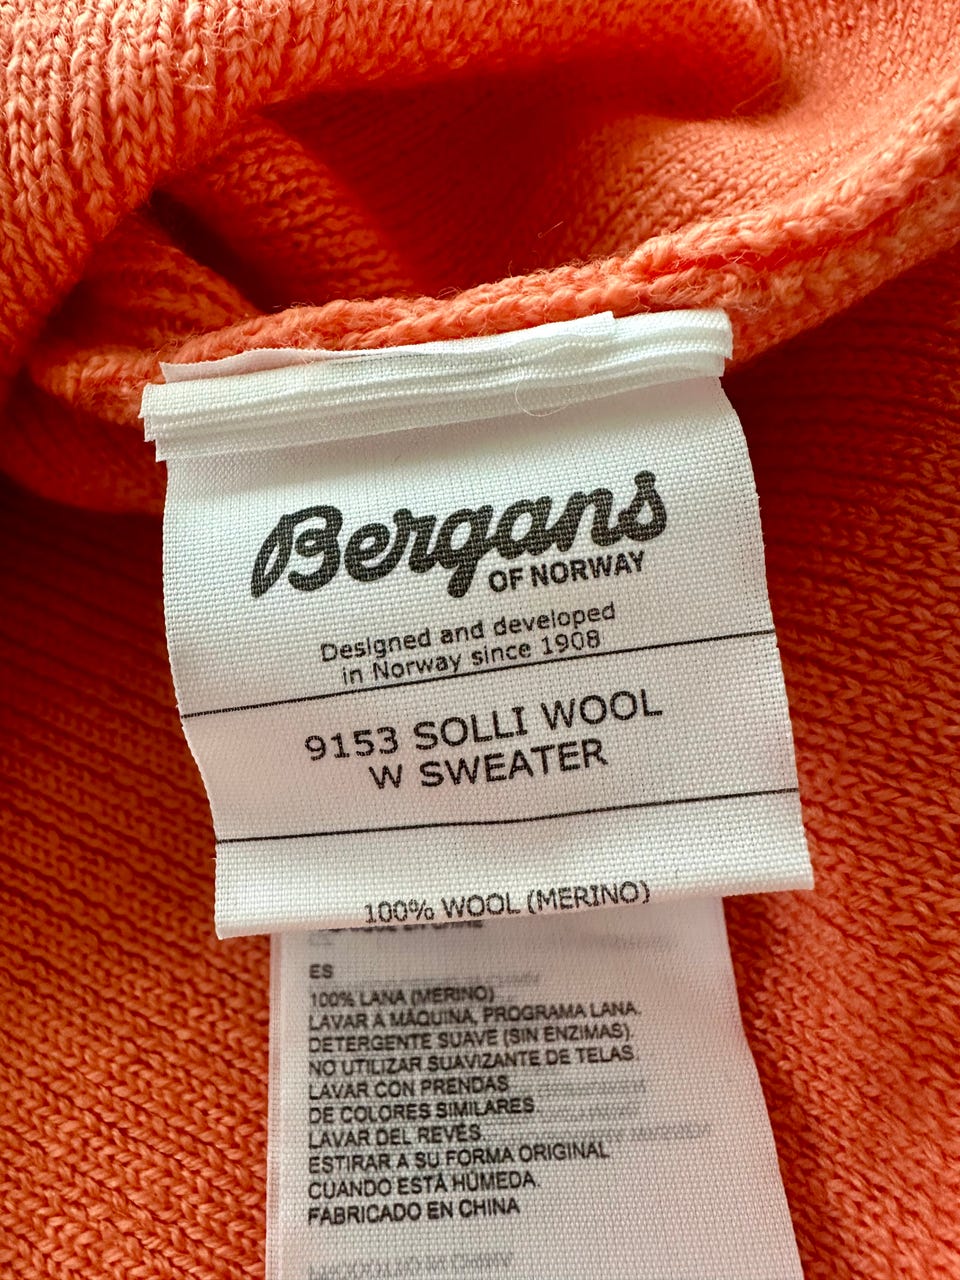 Bergans
OF NORWAY
Designed and developed
in Norway since 1908
9153 SOLLI WOOL
W SWEATER
100% WOOL (MERINO)
ES
100% LANA (MERINO)
LAVAR A MÁQUINA, PROGRAMA LANA.
DETERGENTE SUAVE (SIN ENZIMAS).
NO UTILIZAR SUAVIZANTE DE TELAS.
LAVAR CON PRENDAS
DE COLORES SIMILARES
LAVAR DEL REVÉS.
ESTIRAR A SU FORMA ORIGINAL
CUANDO ESTÁ HÚMEDA.
FABRICADO EN CHINA